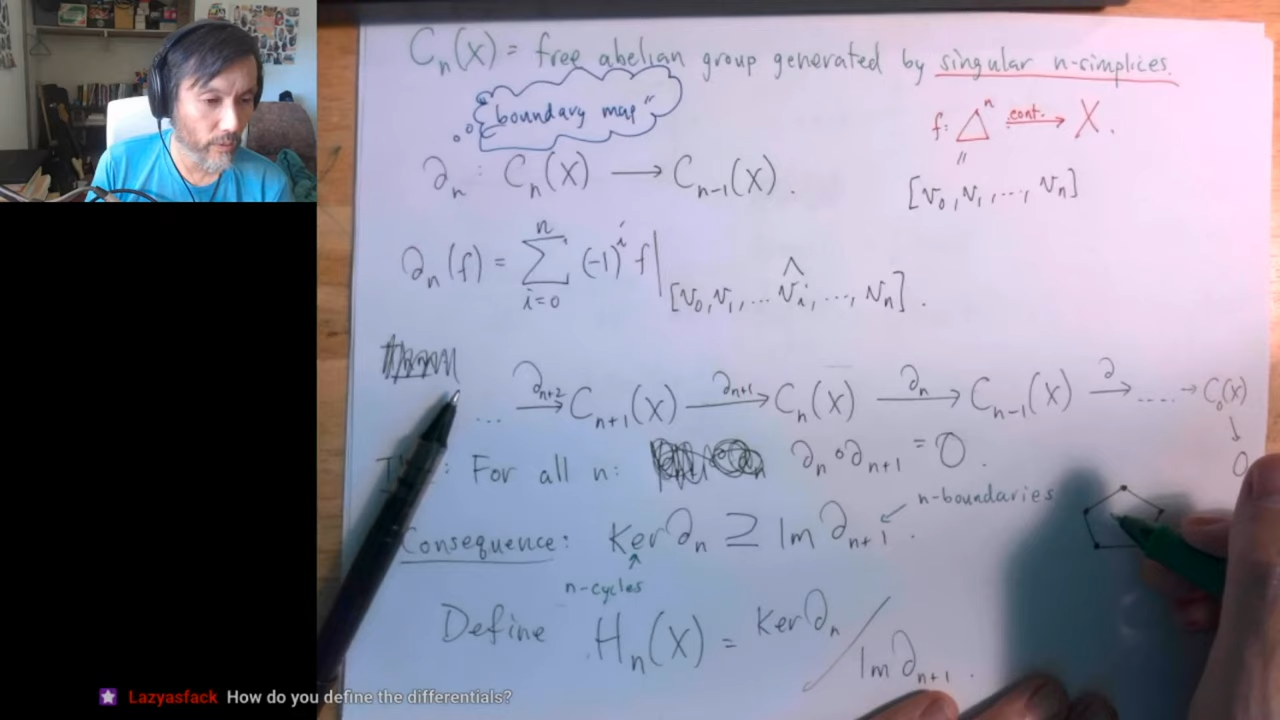 Cₙ(X) = free abelian group generated by singular n-simplices.
"boundary map"
f: Δⁿ cont. → X.
∂ₙ : Cₙ(X) → Cₙ₋₁(X).
"
[v₀, v₁, ..., vₙ]
∂ₙ(f) = Σ_{i=0}^{n} (-1)ⁱ f|_{[v₀, v₁, ... v̂ᵢ, ..., vₙ]}.
... →^{∂ₙ₊₂} Cₙ₊₁(X) →^{∂ₙ₊₁} Cₙ(X) →^{∂ₙ} Cₙ₋₁(X) →^{∂} .... → C₀(X)
↓
0
: For all n: ∂ₙ ∘ ∂ₙ₊₁ = 0.
n-boundaries
Consequence: Ker ∂ₙ ⊇ Im ∂ₙ₊₁.
n-cycles
Define Hₙ(X) = Ker ∂ₙ / Im ∂ₙ₊₁.
Lazyasfack How do you define the differentials?